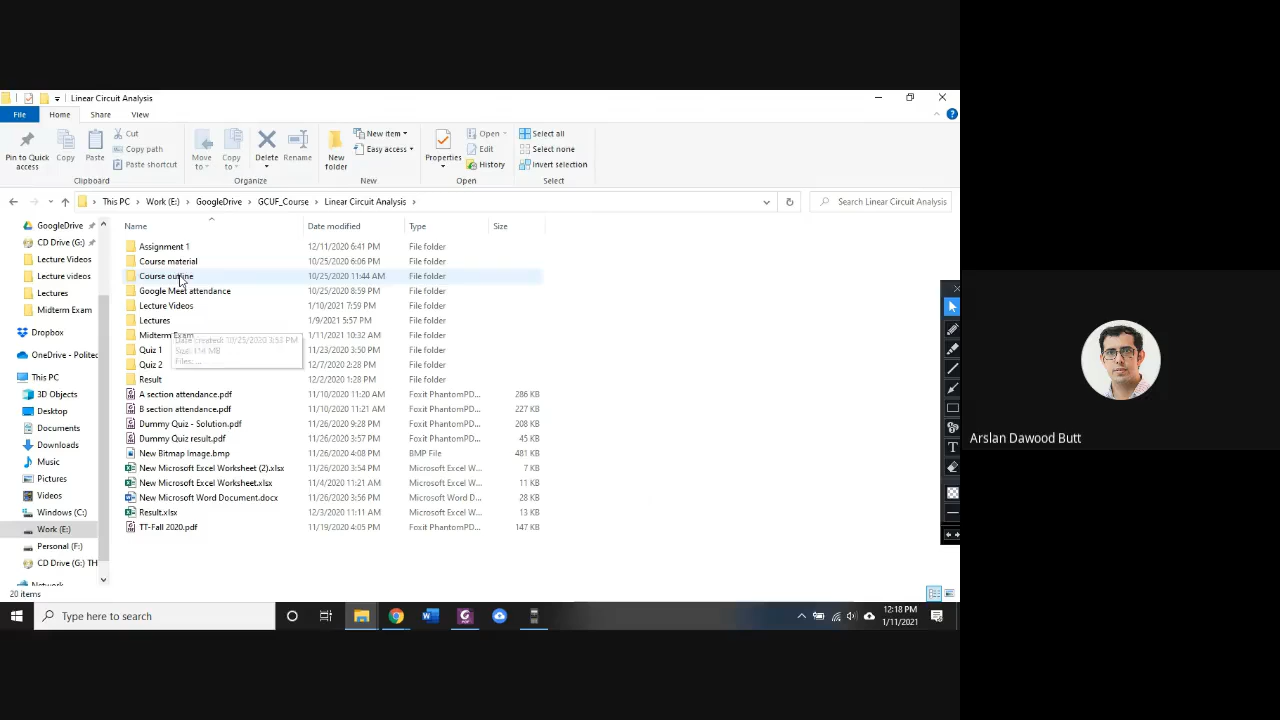 Linear Circuit Analysis
File Home Share View
Pin to Quick access
Copy
Paste
Cut
Copy path
Paste shortcut
Clipboard
Move to
Copy to
Delete
Rename
Organize
New folder
New item
Easy access
New
Properties
Open
Edit
History
Open
Select all
Select none
Invert selection
Select
This PC > Work (E:) > GoogleDrive > GCUF_Course > Linear Circuit Analysis >
Search Linear Circuit Analysis
GoogleDrive
CD Drive (G:)
Lecture Videos
Lecture videos
Lectures
Midterm Exam
Dropbox
OneDrive - Politec
This PC
3D Objects
Desktop
Documents
Downloads
Music
Pictures
Videos
Windows (C:)
Work (E:)
Personal (F:)
CD Drive (G:) TH
Network
Name Date modified Type Size
Assignment 1 12/11/2020 6:41 PM File folder
Course material 10/25/2020 6:06 PM File folder
Course outline 10/25/2020 11:44 AM File folder
Google Meet attendance 10/25/2020 8:59 PM File folder
Lecture Videos 1/10/2021 7:59 PM File folder
Lectures 1/9/2021 5:57 PM File folder
Midterm Exam 1/11/2021 10:32 AM File folder
Quiz 1 11/23/2020 3:50 PM File folder
Quiz 2 12/7/2020 2:28 PM File folder
Result 12/2/2020 1:28 PM File folder
A section attendance.pdf 11/10/2020 11:20 AM Foxit PhantomPD... 286 KB
B section attendance.pdf 11/10/2020 11:21 AM Foxit PhantomPD... 227 KB
Dummy Quiz - Solution.pdf 11/26/2020 9:28 PM Foxit PhantomPD... 236 KB
Dummy Quiz result.pdf 11/26/2020 3:57 PM Foxit PhantomPD... 45 KB
New Bitmap Image.bmp 11/26/2020 4:08 PM BMP File 481 KB
New Microsoft Excel Worksheet (2).xlsx 11/26/2020 3:54 PM Microsoft Excel W... 7 KB
New Microsoft Excel Worksheet.xlsx 11/4/2020 11:21 AM Microsoft Excel W... 11 KB
New Microsoft Word Document.docx 11/26/2020 3:56 PM Microsoft Word D... 28 KB
Result.xlsx 12/3/2020 11:11 AM Microsoft Excel W... 13 KB
TT-Fall 2020.pdf 11/19/2020 4:05 PM Foxit PhantomPD... 147 KB
Date created: 10/25/2020 3:53 PM
Size: 114 MB
Files: ...
20 items
Type here to search
12:18 PM
1/11/2021
Arslan Dawood Butt